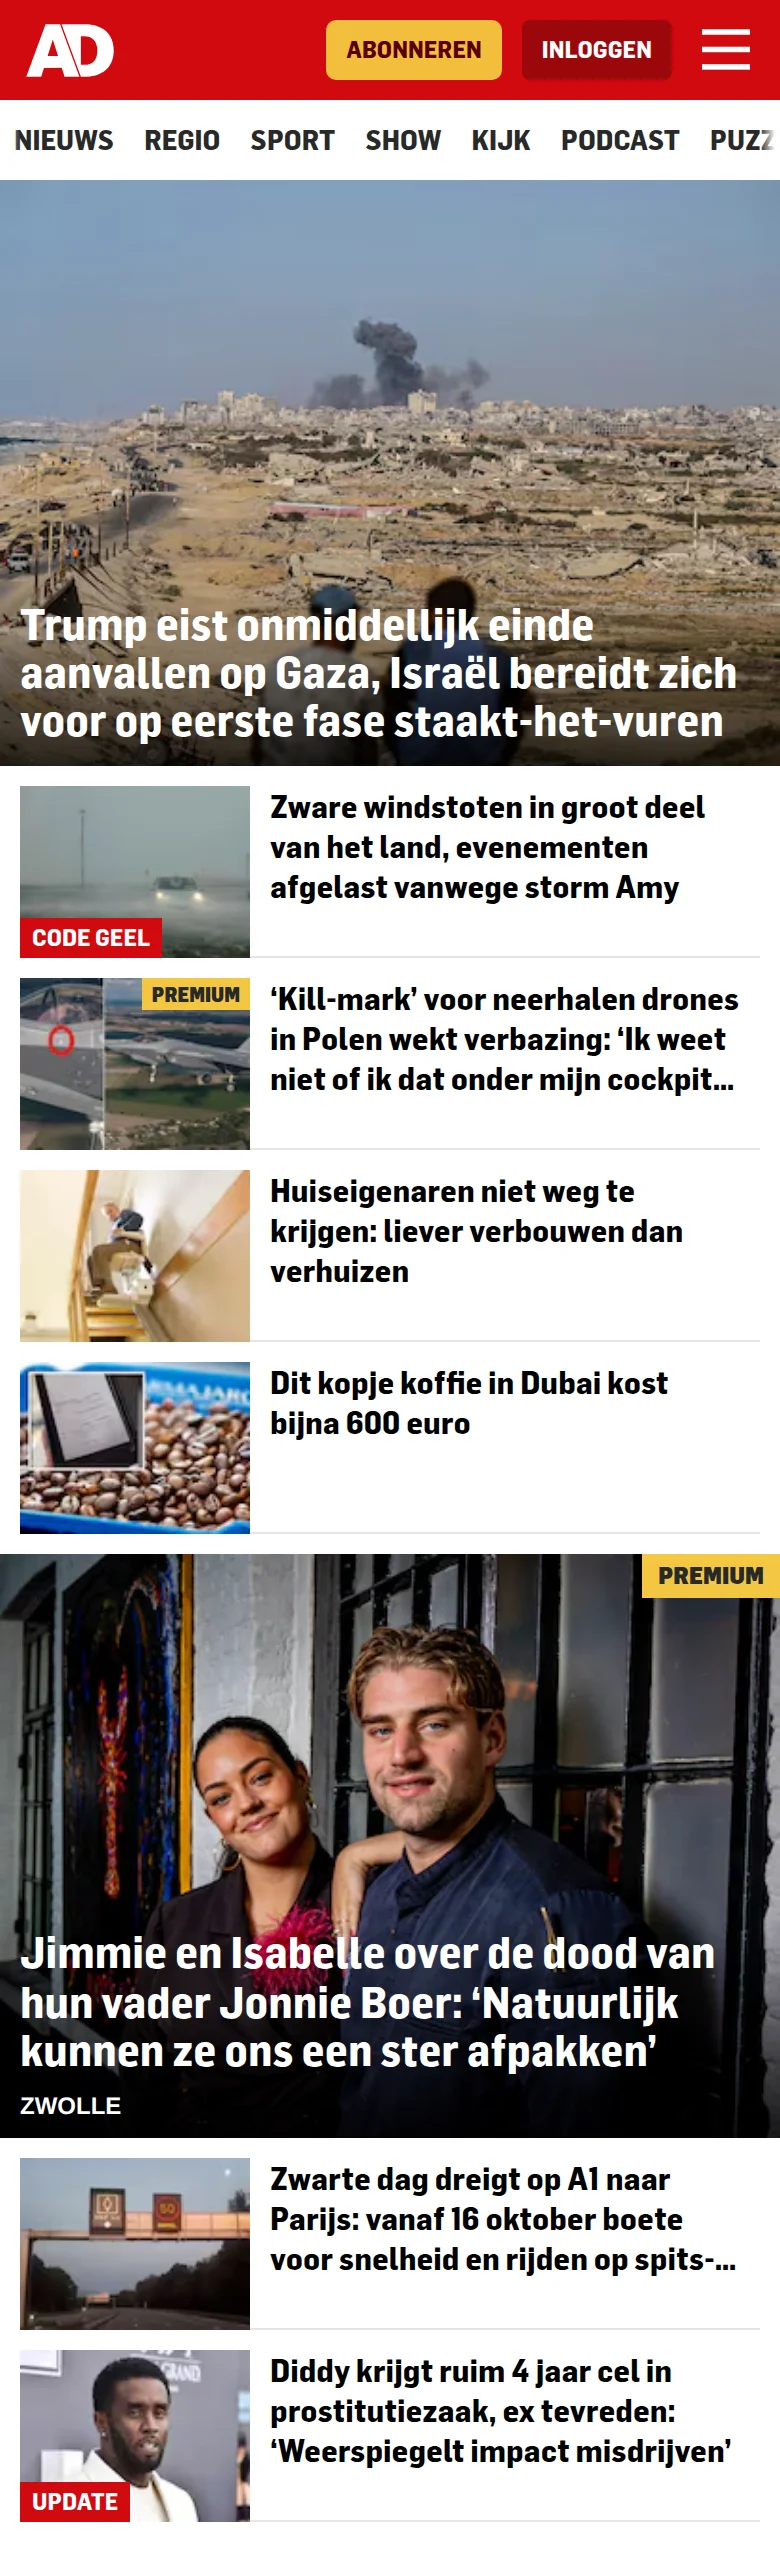 AD
ABONNEREN
INLOGGEN
NIEUWS REGIO SPORT SHOW KIJK PODCAST PUZZ
Trump eist onmiddellijk einde
aanvallen op Gaza, Israël bereidt zich
voor op eerste fase staakt-het-vuren
Zware windstoten in groot deel
van het land, evenementen
afgelast vanwege storm Amy
CODE GEEL
PREMIUM
‘Kill-mark’ voor neerhalen drones
in Polen wekt verbazing: ‘Ik weet
niet of ik dat onder mijn cockpit...
Huiseigenaren niet weg te
krijgen: liever verbouwen dan
verhuizen
Dit kopje koffie in Dubai kost
bijna 600 euro
PREMIUM
Jimmie en Isabelle over de dood van
hun vader Jonnie Boer: ‘Natuurlijk
kunnen ze ons een ster afpakken’
ZWOLLE
Zwarte dag dreigt op A1 naar
Parijs: vanaf 16 oktober boete
voor snelheid en rijden op spits-...
50
Diddy krijgt ruim 4 jaar cel in
prostitutiezaak, ex tevreden:
‘Weerspiegelt impact misdrijven’
UPDATE